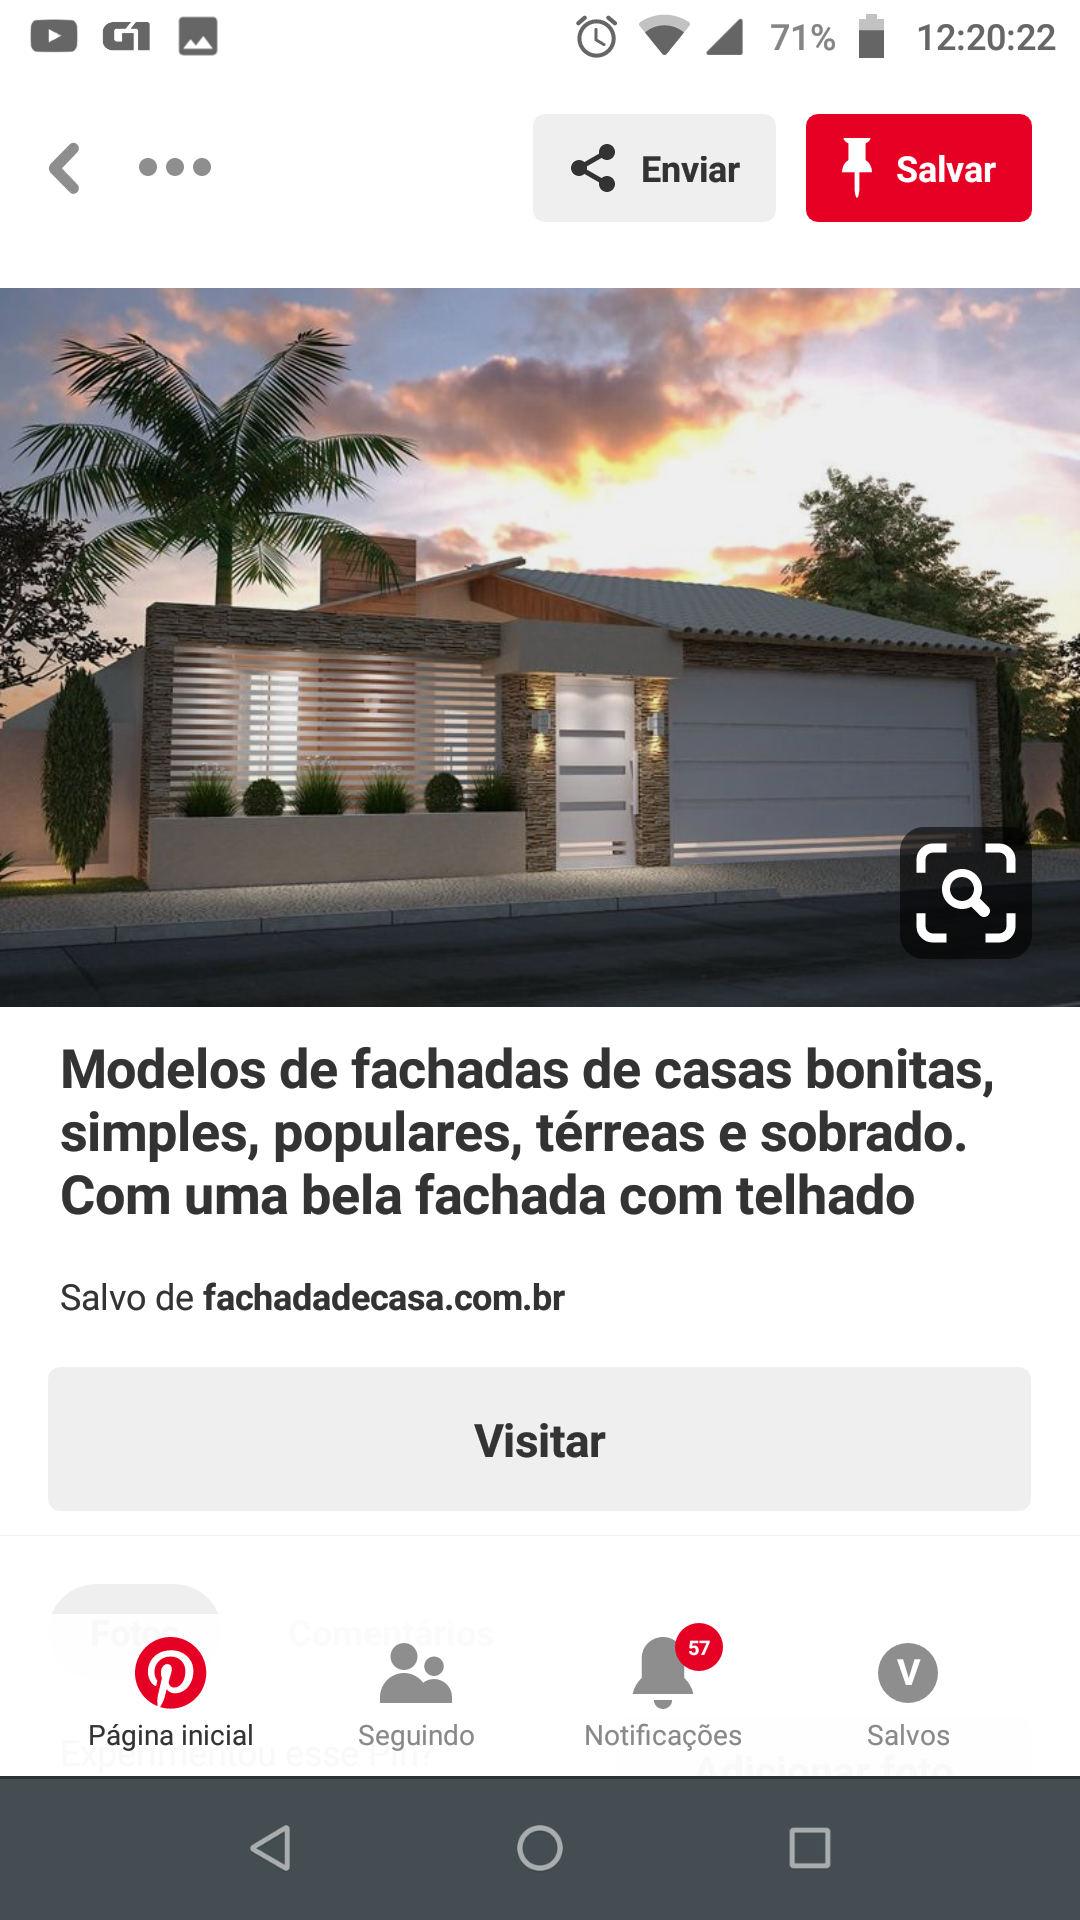 G1
71%
12:20:22
Enviar
Salvar
Modelos de fachadas de casas bonitas,
simples, populares, térreas e sobrado.
Com uma bela fachada com telhado
Salvo de fachadadecasa.com.br
Visitar
Fotos
Comentários
57
V
Página inicial
Seguindo
Notificações
Salvos
Experimentou esse Pin?
Adicionar foto